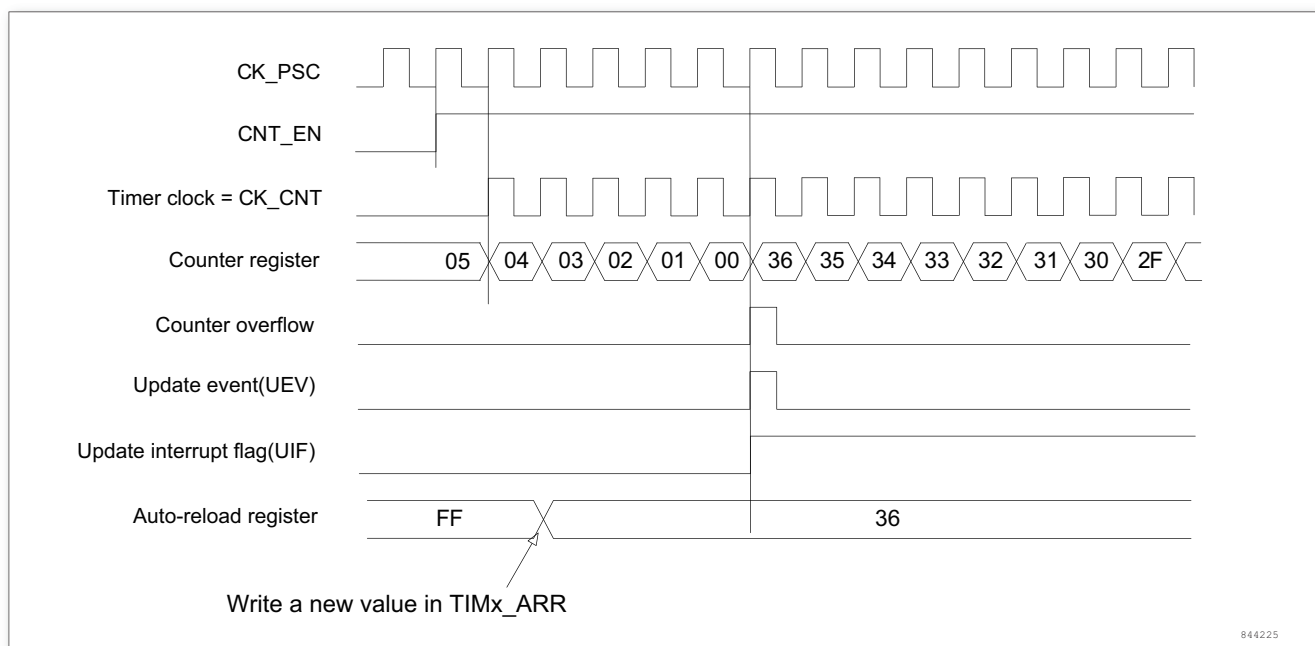 CK_PSC
CNT_EN
Timer clock = CK_CNT
Counter register 05 04 03 02 01 00 36 35 34 33 32 31 30 2F
Counter overflow
Update event(UEV)
Update interrupt flag(UIF)
Auto-reload register FF 36
Write a new value in TIMx_ARR
844225